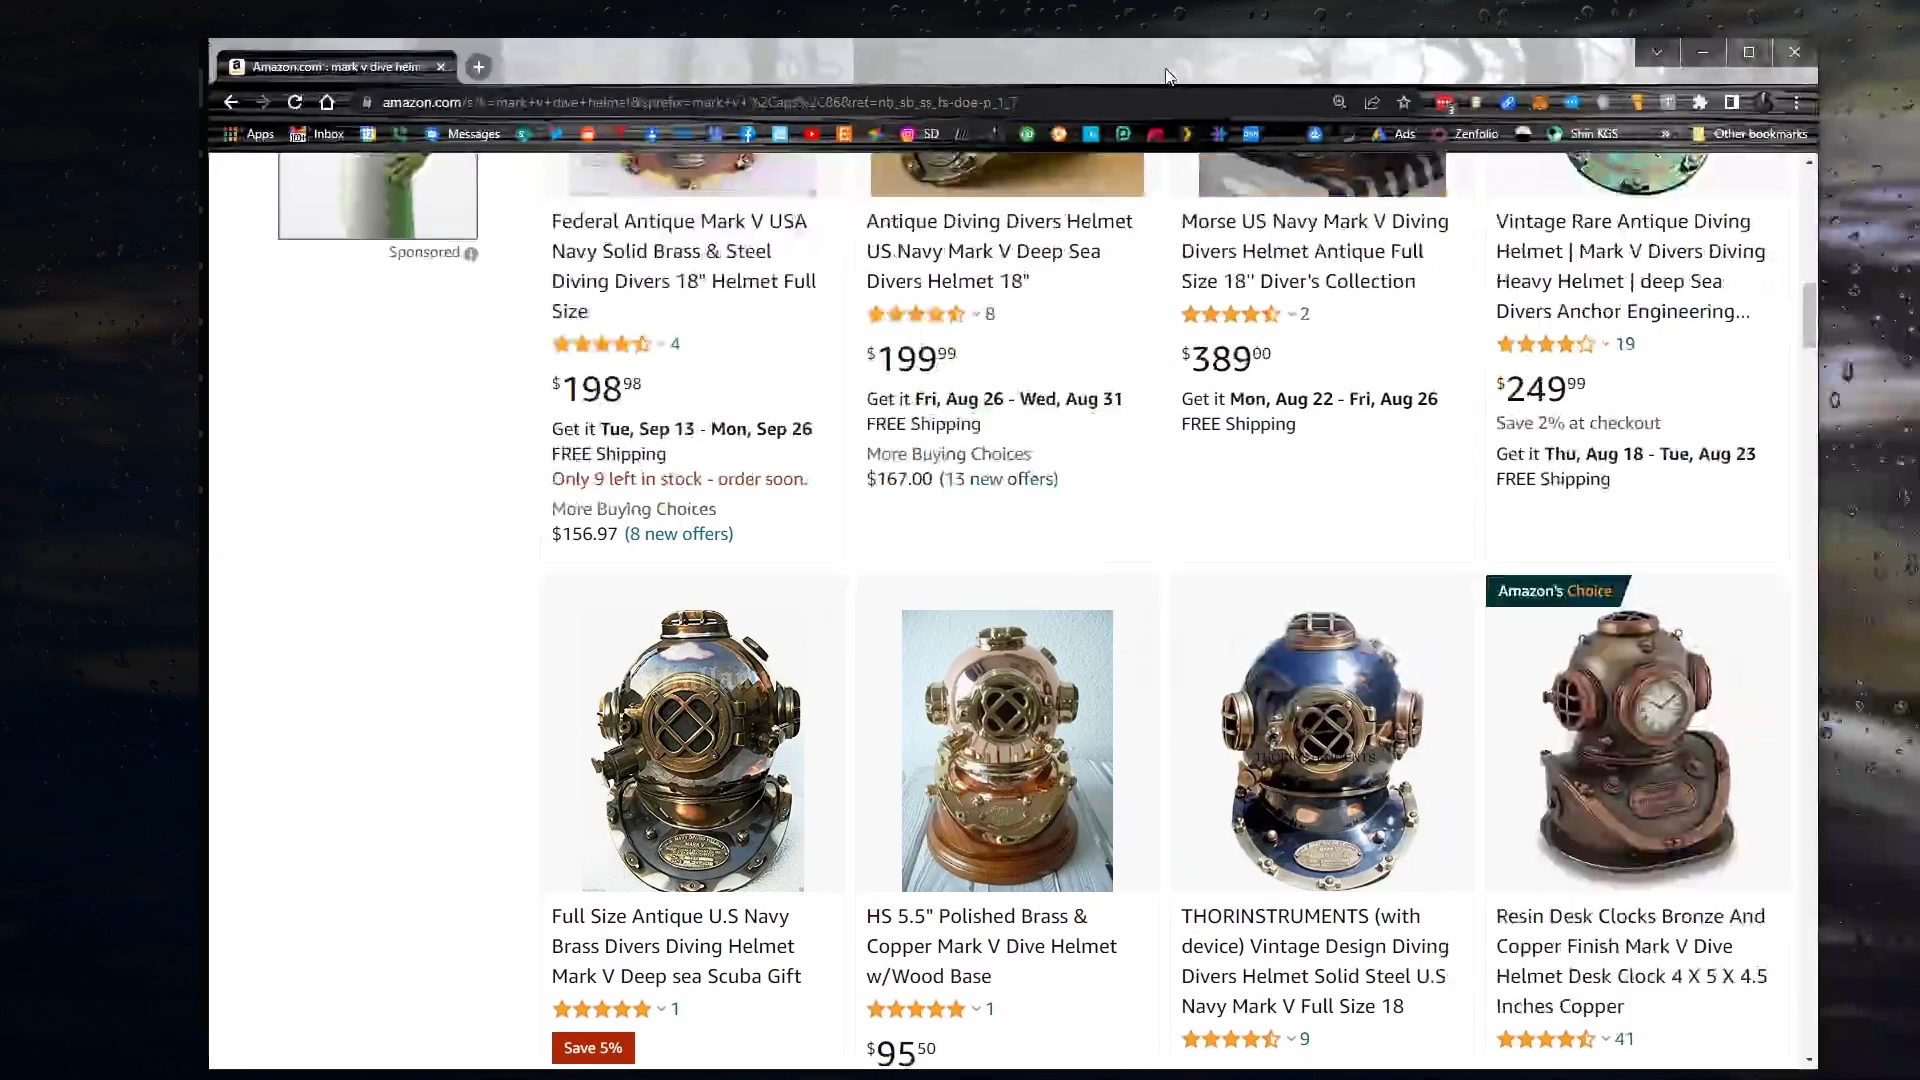 Amazon.com : mark v dive helm
amazon.com
Apps
Inbox
Messages
SD
Ads
Zenfolio
Shin KGS
»
Other bookmarks
Sponsored
Federal Antique Mark V USA
Navy Solid Brass & Steel
Diving Divers 18" Helmet Full
Size
4
$198 98
Get it Tue, Sep 13 - Mon, Sep 26
FREE Shipping
Only 9 left in stock - order soon.
More Buying Choices
$156.97 (8 new offers)
Antique Diving Divers Helmet
US Navy Mark V Deep Sea
Divers Helmet 18"
8
$199 99
Get it Fri, Aug 26 - Wed, Aug 31
FREE Shipping
More Buying Choices
$167.00 (13 new offers)
Morse US Navy Mark V Diving
Divers Helmet Antique Full
Size 18'' Diver's Collection
2
$389 00
Get it Mon, Aug 22 - Fri, Aug 26
FREE Shipping
Vintage Rare Antique Diving
Helmet | Mark V Divers Diving
Heavy Helmet | deep Sea
Divers Anchor Engineering...
19
$249 99
Save 2% at checkout
Get it Thu, Aug 18 - Tue, Aug 23
FREE Shipping
Full Size Antique U.S Navy
Brass Divers Diving Helmet
Mark V Deep sea Scuba Gift
1
Save 5%
HS 5.5" Polished Brass &
Copper Mark V Dive Helmet
w/Wood Base
1
$95 50
THORINSTRUMENTS (with
device) Vintage Design Diving
Divers Helmet Solid Steel U.S
Navy Mark V Full Size 18
9
Amazon's Choice
Resin Desk Clocks Bronze And
Copper Finish Mark V Dive
Helmet Desk Clock 4 X 5 X 4.5
Inches Copper
41